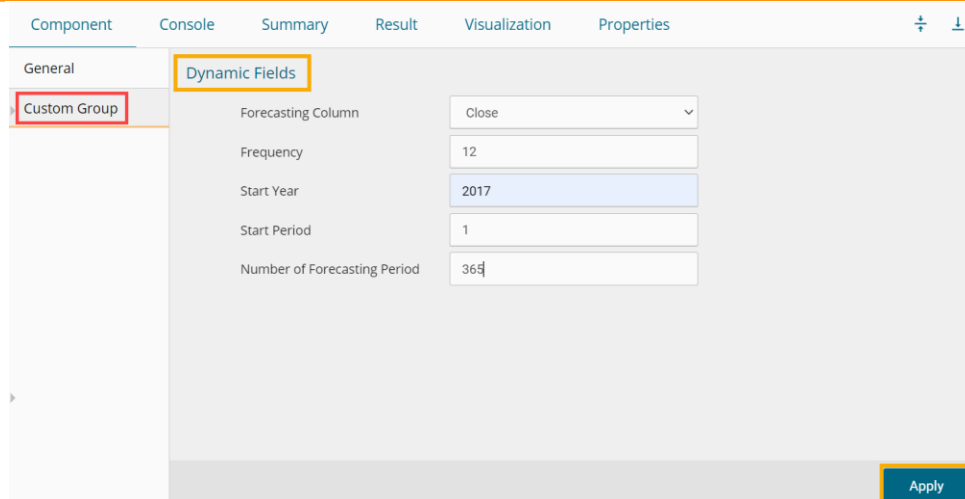 Component Console Summary Result Visualization Properties
General
Custom Group
Dynamic Fields
Forecasting Column Close
Frequency 12
Start Year 2017
Start Period 1
Number of Forecasting Period 365
Apply